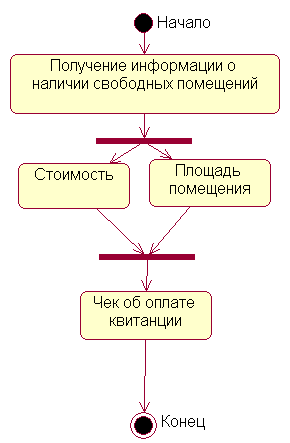 Начало
Получение информации о
наличии свободных помещений
Стоимость
Площадь
помещения
Чек об оплате
квитанции
Конец